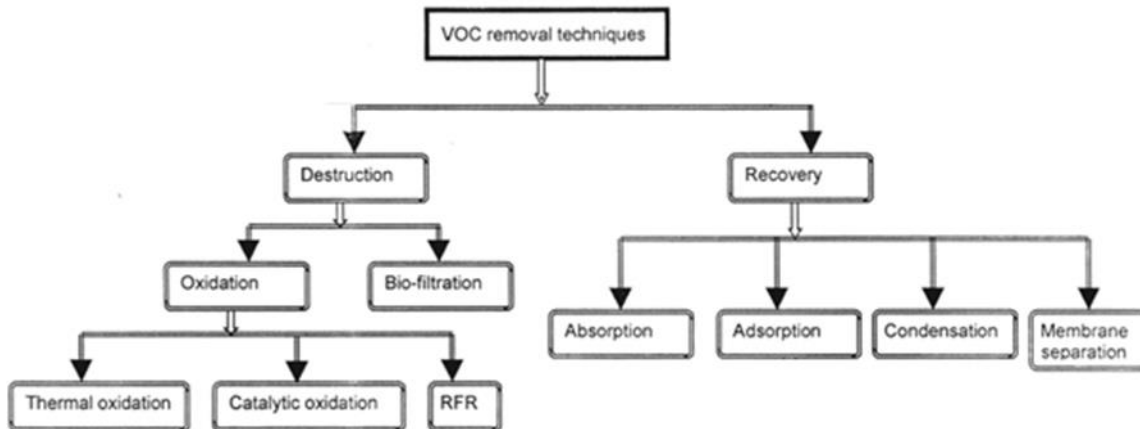 VOC removal techniques
Destruction
Recovery
Oxidation
Bio-filtration
Absorption
Adsorption
Condensation
Membrane
separation
Thermal oxidation
Catalytic oxidation
RFR